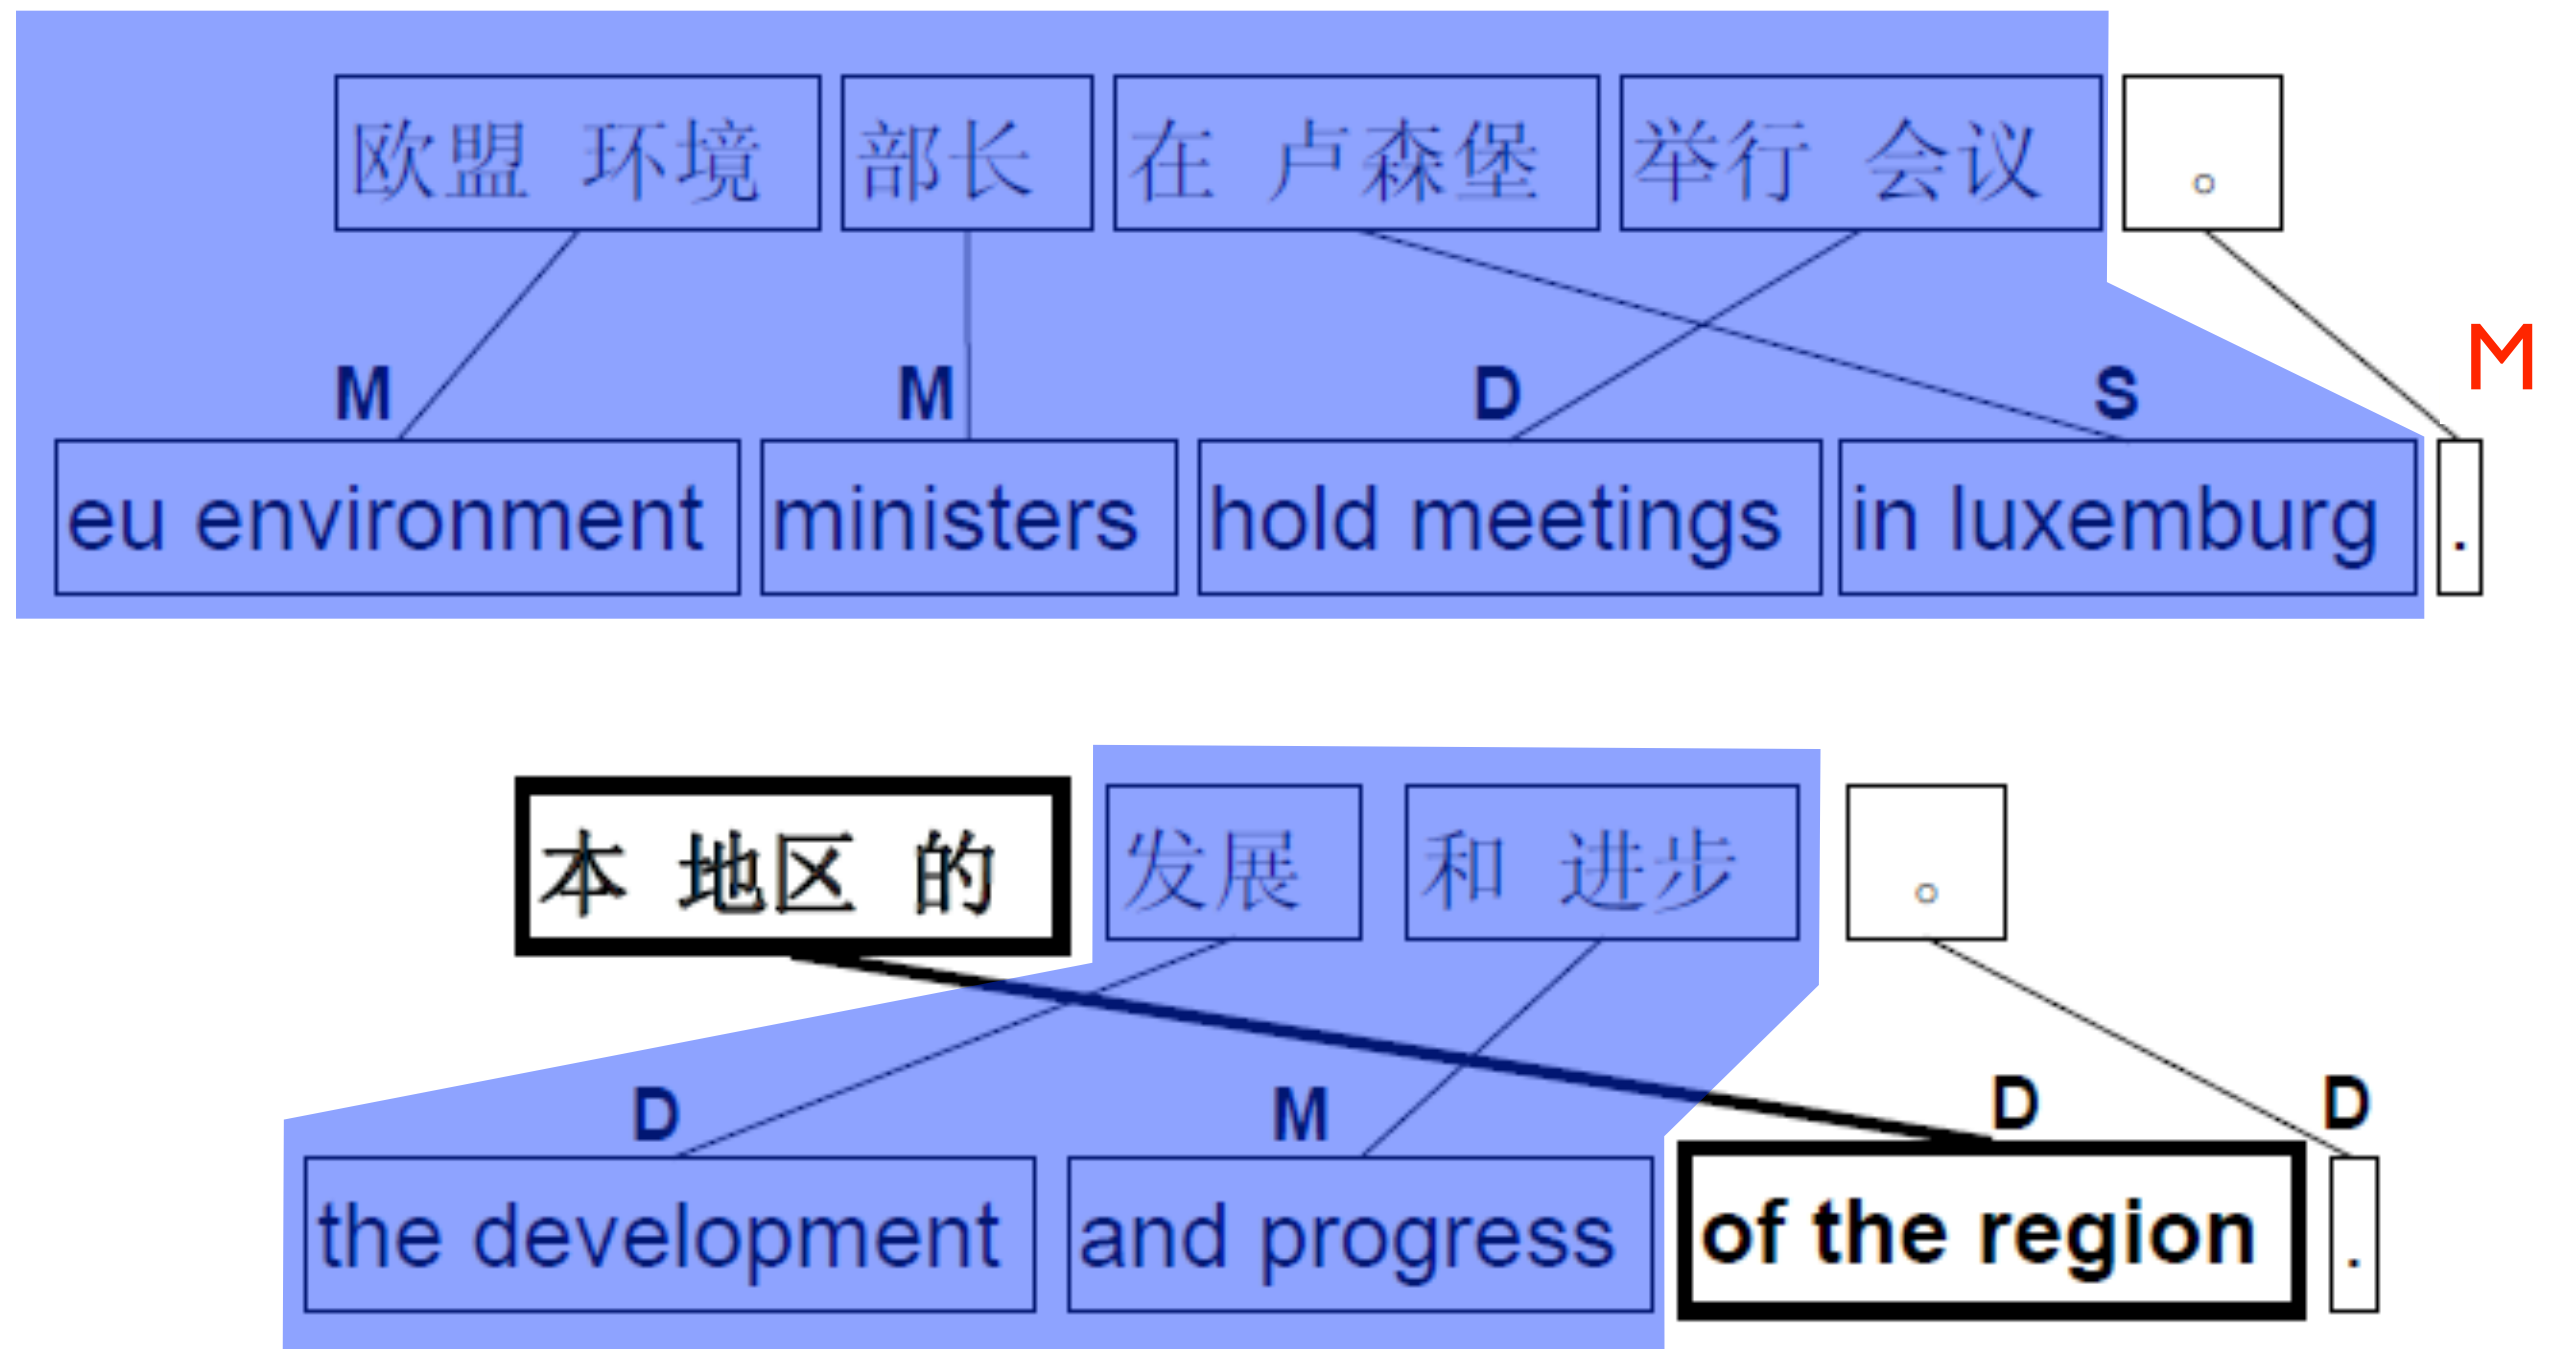 欧盟 环境 部长 在 卢森堡 举行 会议 。
M M D S M
eu environment ministers hold meetings in luxemburg .
本 地区 的 发展 和 进步 。
D M D D
the development and progress of the region .